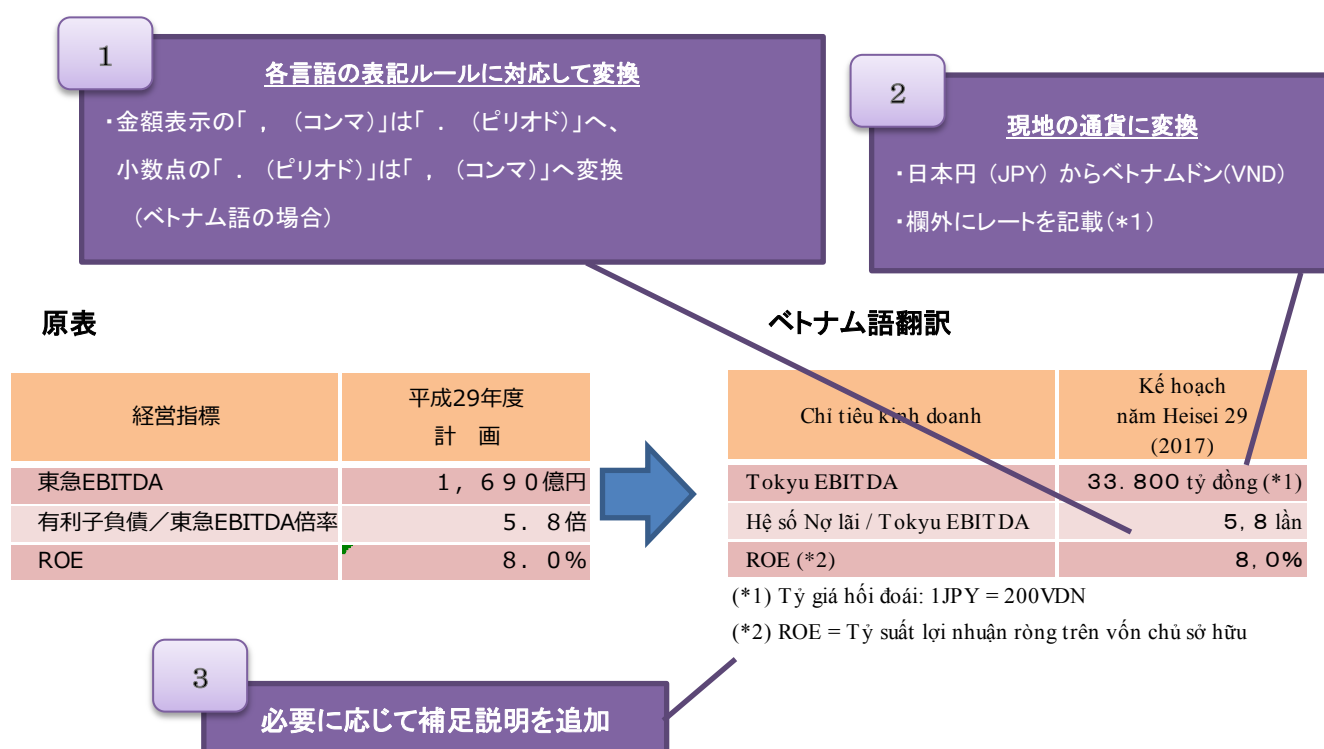 1
各言語の表記ルールに対応して変換
・金額表示の「 , （コンマ）」は「 . （ピリオド）」へ、
小数点の「 . （ピリオド）」は「 , （コンマ）」へ変換
（ベトナム語の場合）
2
現地の通貨に変換
・日本円 （JPY） からベトナムドン(VND)
・欄外にレートを記載（*１）
原表
経営指標
平成29年度
計　画
東急EBITDA
１，６９０億円
有利子負債／東急EBITDA倍率
５．８倍
ROE
８．０%
ベトナム語翻訳
Chỉ tiêu kinh doanh
Kế hoạch
năm Heisei 29
(2017)
Tokyu EBITDA
33．800 tỷ đồng (*1)
Hệ số Nợ lãi / Tokyu EBITDA
5，8 lần
ROE (*2)
8，0%
(*1) Tỷ giá hối đoái: 1JPY = 200VDN
(*2) ROE = Tỷ suất lợi nhuận ròng trên vốn chủ sở hữu
3
必要に応じて補足説明を追加